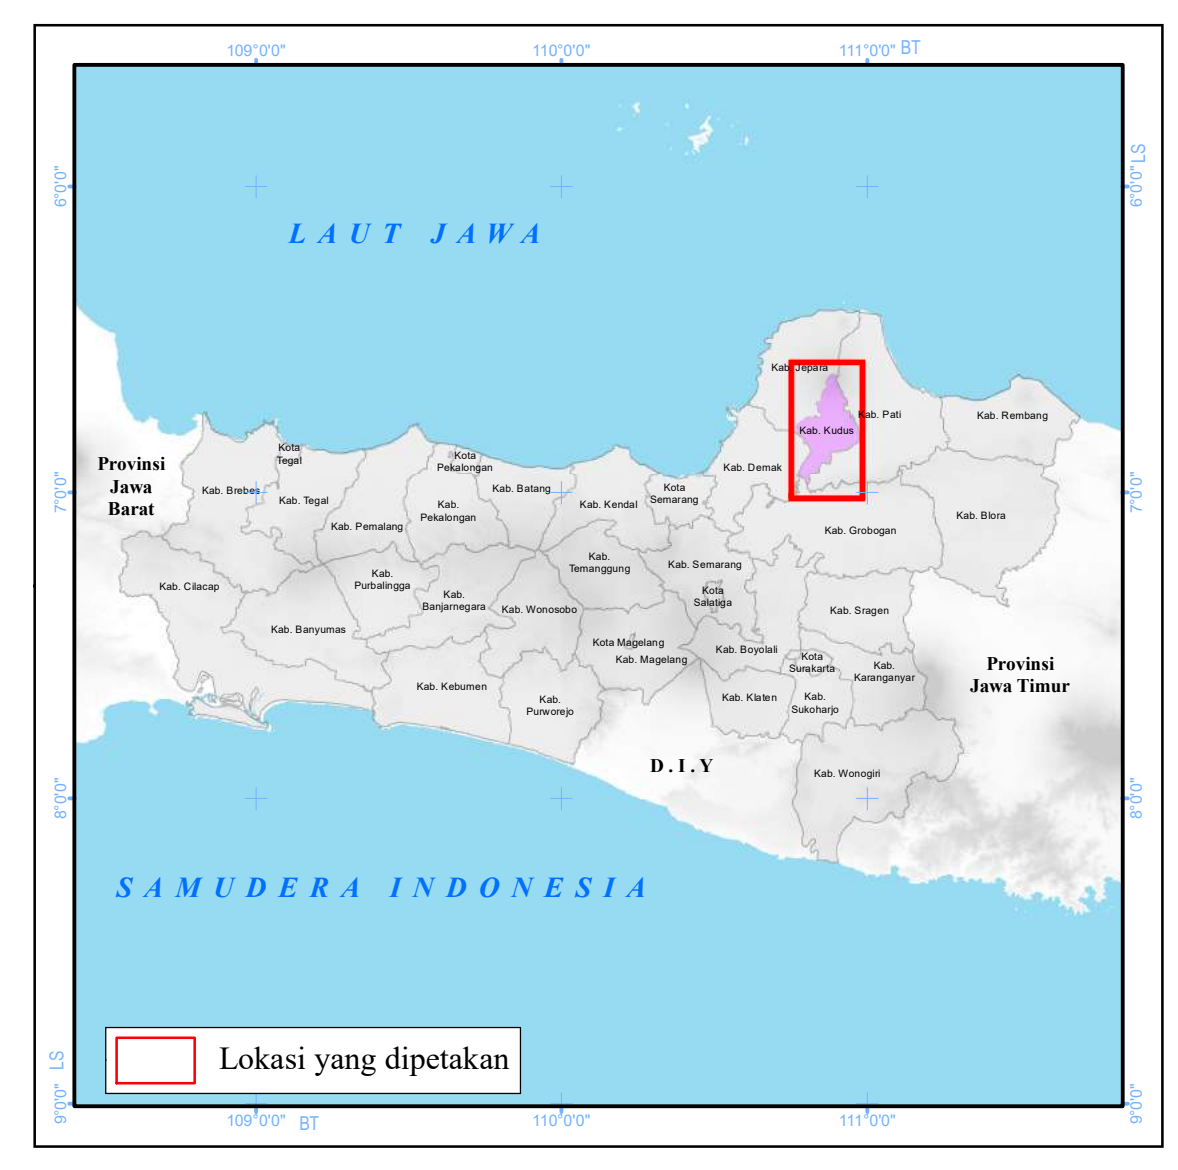 109°0'0"
110°0'0"
111°0'0" BT
6°0'0"
6°0'0" LS
LAUT JAWA
Kab. Jepara
Kab. Pati
Kab. Rembang
Kab. Kudus
Kota
Tegal
Kota
Pekalongan
Provinsi
Jawa
Barat
Kab. Demak
Kab. Brebes
Kab. Tegal
Kab. Batang
Kota
Semarang
7°0'0"
7°0'0"
Kab. Pemalang
Kab.
Pekalongan
Kab. Kendal
Kab. Grobogan
Kab. Blora
Kab. Cilacap
Kab.
Purbalingga
Kab.
Temanggung
Kab. Semarang
Kab.
Banjarnegara
Kab. Wonosobo
Kota
Salatiga
Kab. Sragen
Kab. Banyumas
Kota Magelang
Kab. Magelang
Kab. Boyolali
Kota
Surakarta
Kab.
Karanganyar
Provinsi
Jawa Timur
Kab. Kebumen
Kab.
Purworejo
Kab. Klaten
Kab.
Sukoharjo
D.I.Y
Kab. Wonogiri
8°0'0"
8°0'0"
SAMUDERA INDONESIA
Lokasi yang dipetakan
9°0'0" LS
9°0'0"
109°0'0" BT
110°0'0"
111°0'0"